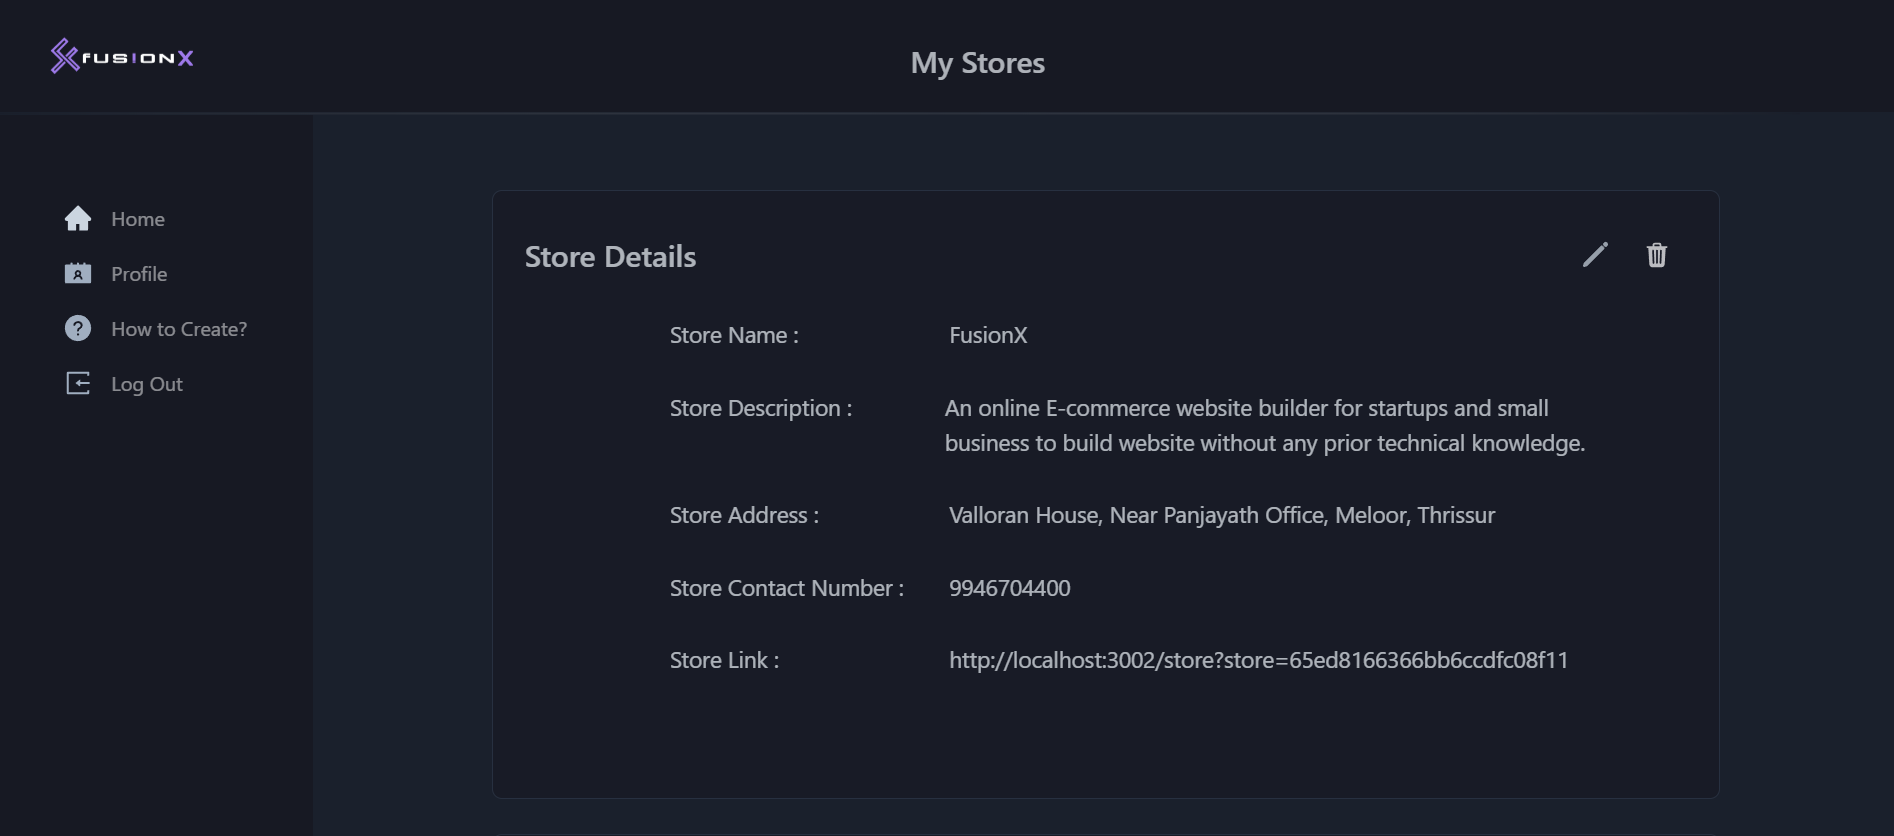 fusionX
My Stores
Home
Profile
How to Create?
Log Out
Store Details
Store Name : FusionX
Store Description : An online E-commerce website builder for startups and small
business to build website without any prior technical knowledge.
Store Address : Valloran House, Near Panjayath Office, Meloor, Thrissur
Store Contact Number : 9946704400
Store Link : http://localhost:3002/store?store=65ed8166366bb6ccdfc08f11